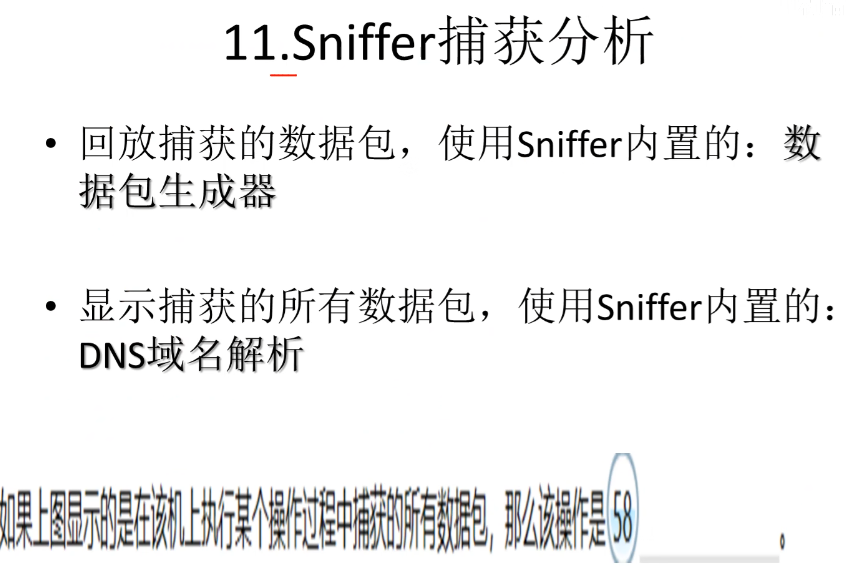 11.Sniffer捕获分析
• 回放捕获的数据包，使用Sniffer内置的：数
据包生成器
• 显示捕获的所有数据包，使用Sniffer内置的：
DNS域名解析
如果上图显示的是在该机上执行某个操作过程中捕获的所有数据包，那么该操作是 58 。